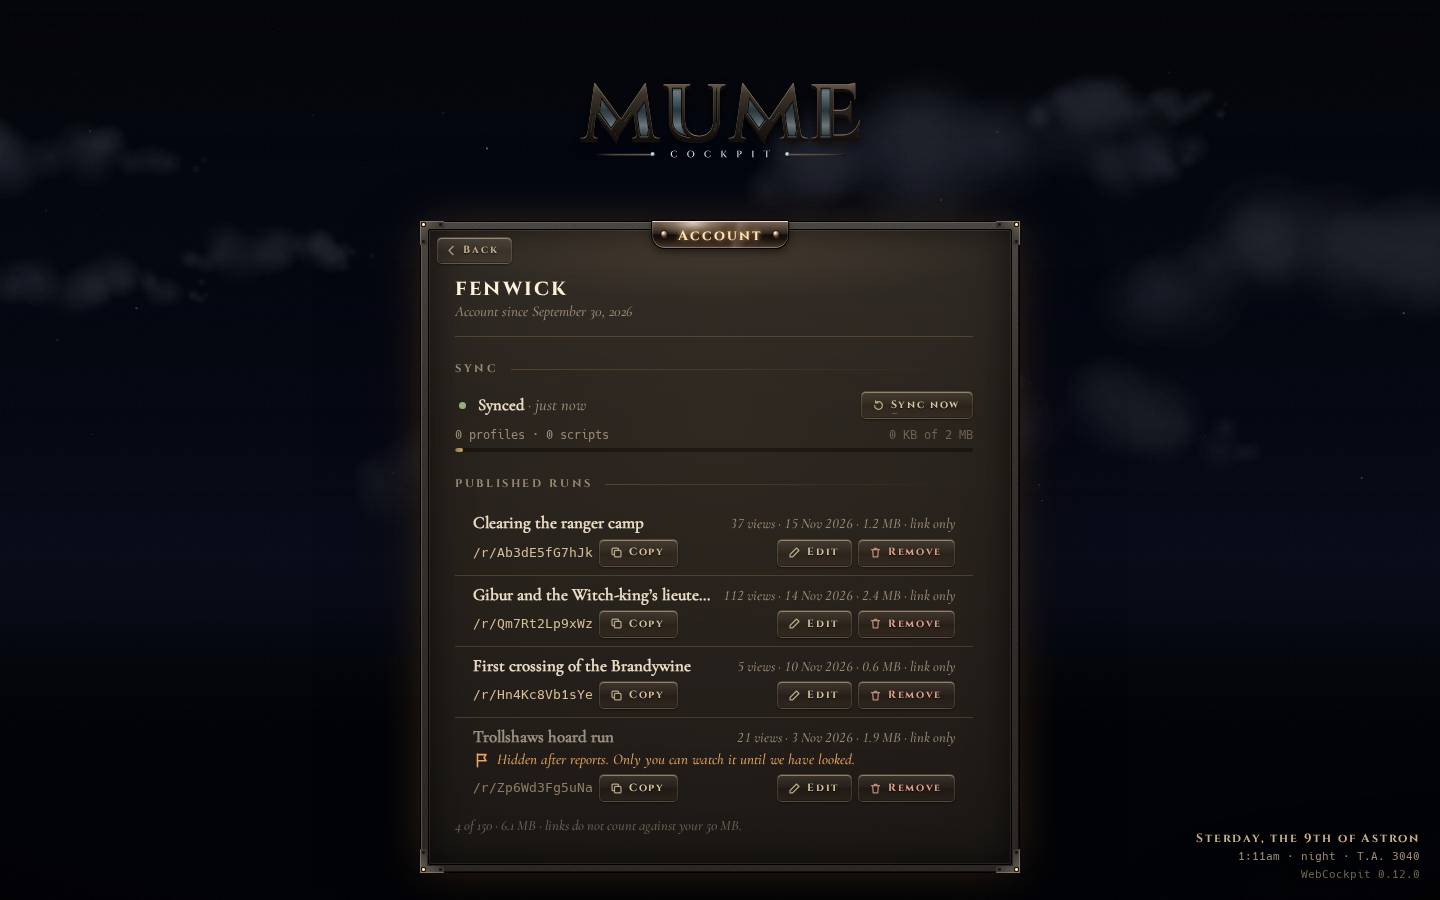 MUME
COCKPIT
ACCOUNT
BACK
FENWICK
Account since September 30, 2026
SYNC
Synced · just now
SYNC NOW
0 profiles · 0 scripts
0 KB of 2 MB
PUBLISHED RUNS
Clearing the ranger camp
37 views · 15 Nov 2026 · 1.2 MB · link only
/r/Ab3dE5fG7hJk COPY EDIT REMOVE
Gibur and the Witch-king’s lieute...
112 views · 14 Nov 2026 · 2.4 MB · link only
/r/Qm7Rt2Lp9xWz COPY EDIT REMOVE
First crossing of the Brandywine
5 views · 10 Nov 2026 · 0.6 MB · link only
/r/Hn4Kc8Vb1sYe COPY EDIT REMOVE
Trollshaws hoard run
21 views · 3 Nov 2026 · 1.9 MB · link only
Hidden after reports. Only you can watch it until we have looked.
/r/Zp6Wd3Fg5uNa COPY EDIT REMOVE
4 of 150 · 6.1 MB · links do not count against your 50 MB.
STERDAY, THE 9TH OF ASTRON
1:11am · night · T.A. 3040
WebCockpit 0.12.0